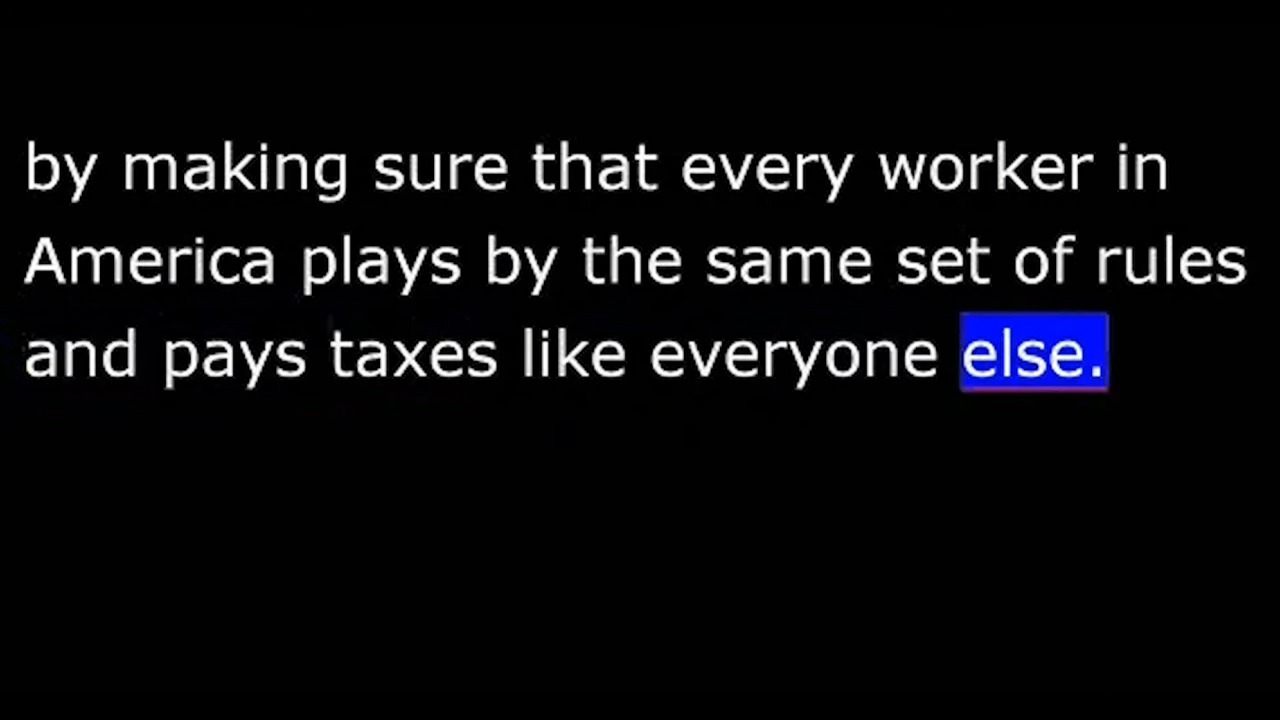 by making sure that every worker in
America plays by the same set of rules
and pays taxes like everyone else.